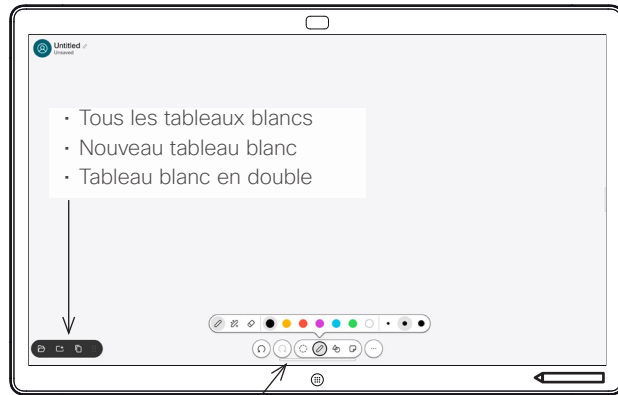 Untitled
Unsaved
· Tous les tableaux blancs
· Nouveau tableau blanc
· Tableau blanc en double